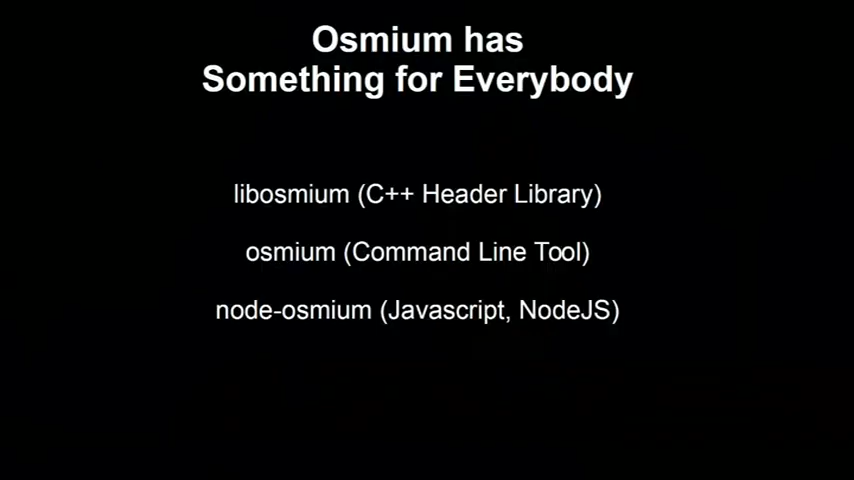 Osmium has
Something for Everybody
libosmium (C++ Header Library)
osmium (Command Line Tool)
node-osmium (Javascript, NodeJS)